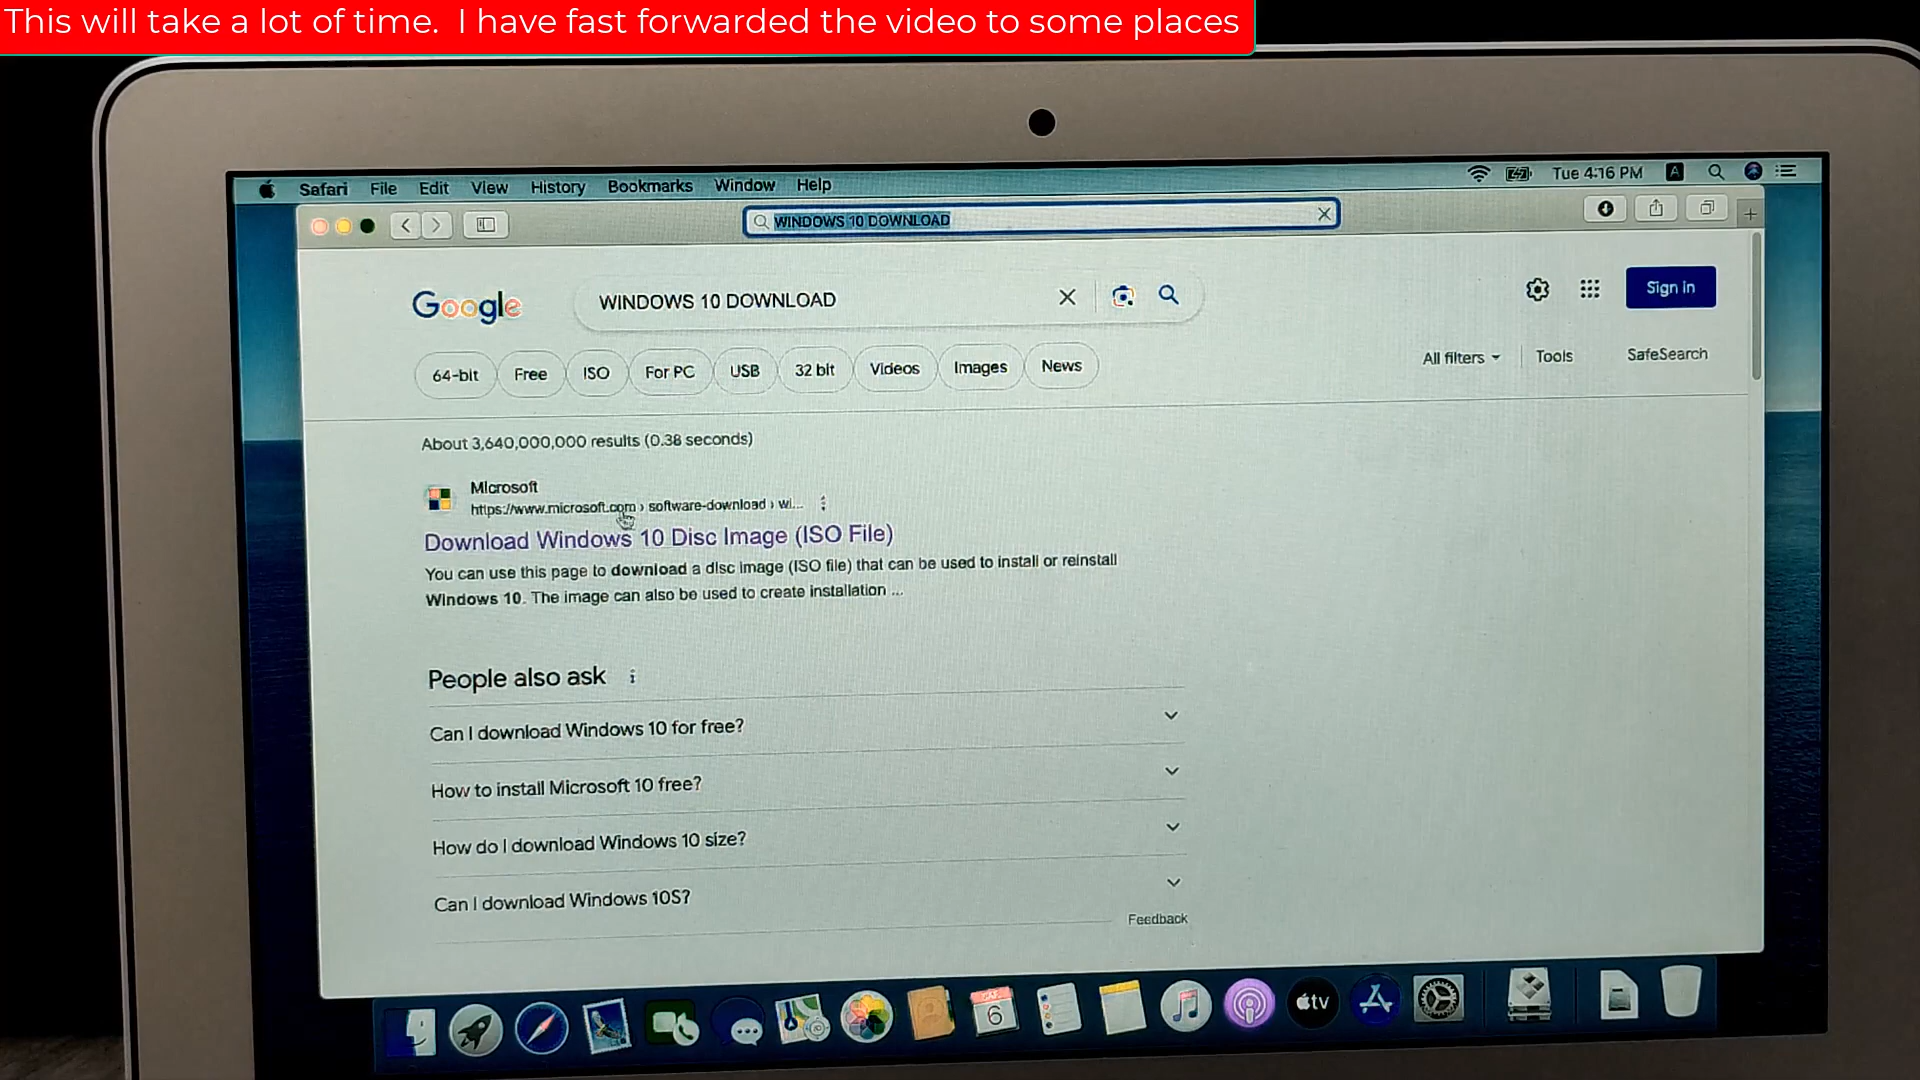 This will take a lot of time.  I have fast forwarded the video to some places
Safari File Edit View History Bookmarks Window Help
Tue 4:16 PM A
WINDOWS 10 DOWNLOAD
Google
WINDOWS 10 DOWNLOAD
Sign in
64-bit Free ISO For PC USB 32 bit Videos Images News
All filters Tools SafeSearch
About 3,640,000,000 results (0.38 seconds)
Microsoft
https://www.microsoft.com › software-download › wi...
Download Windows 10 Disc Image (ISO File)
You can use this page to download a disc image (ISO file) that can be used to install or reinstall
Windows 10. The image can also be used to create installation ...
People also ask
Can I download Windows 10 for free?
How to install Microsoft 10 free?
How do I download Windows 10 size?
Can I download Windows 10S?
Feedback
6
tv